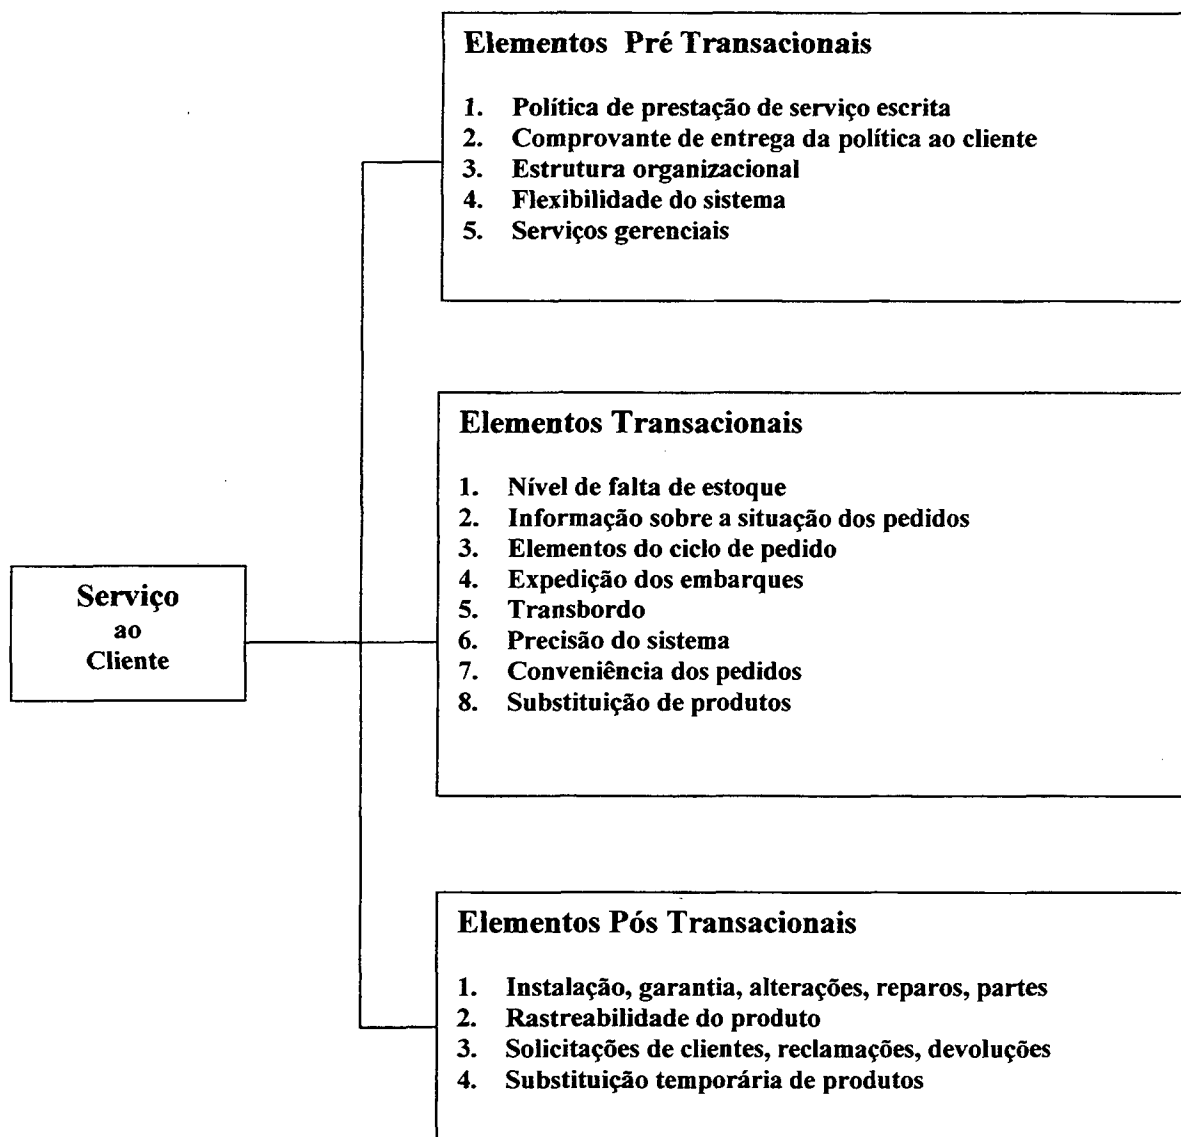 Elementos Pré Transacionais
1. Política de prestação de serviço escrita
2. Comprovante de entrega da política ao cliente
3. Estrutura organizacional
4. Flexibilidade do sistema
5. Serviços gerenciais
Elementos Transacionais
1. Nível de falta de estoque
2. Informação sobre a situação dos pedidos
3. Elementos do ciclo de pedido
4. Expedição dos embarques
5. Transbordo
6. Precisão do sistema
7. Conveniência dos pedidos
8. Substituição de produtos
Serviço
ao
Cliente
Elementos Pós Transacionais
1. Instalação, garantia, alterações, reparos, partes
2. Rastreabilidade do produto
3. Solicitações de clientes, reclamações, devoluções
4. Substituição temporária de produtos